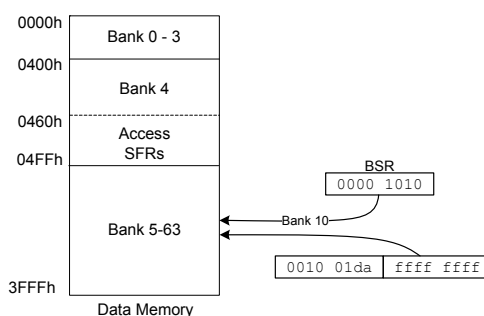 0000h
Bank 0 - 3
0400h
Bank 4
0460h
Access
SFRs
04FFh
BSR
0000 1010
Bank 5-63
Bank 10
0010 01da ffff ffff
3FFFh
Data Memory